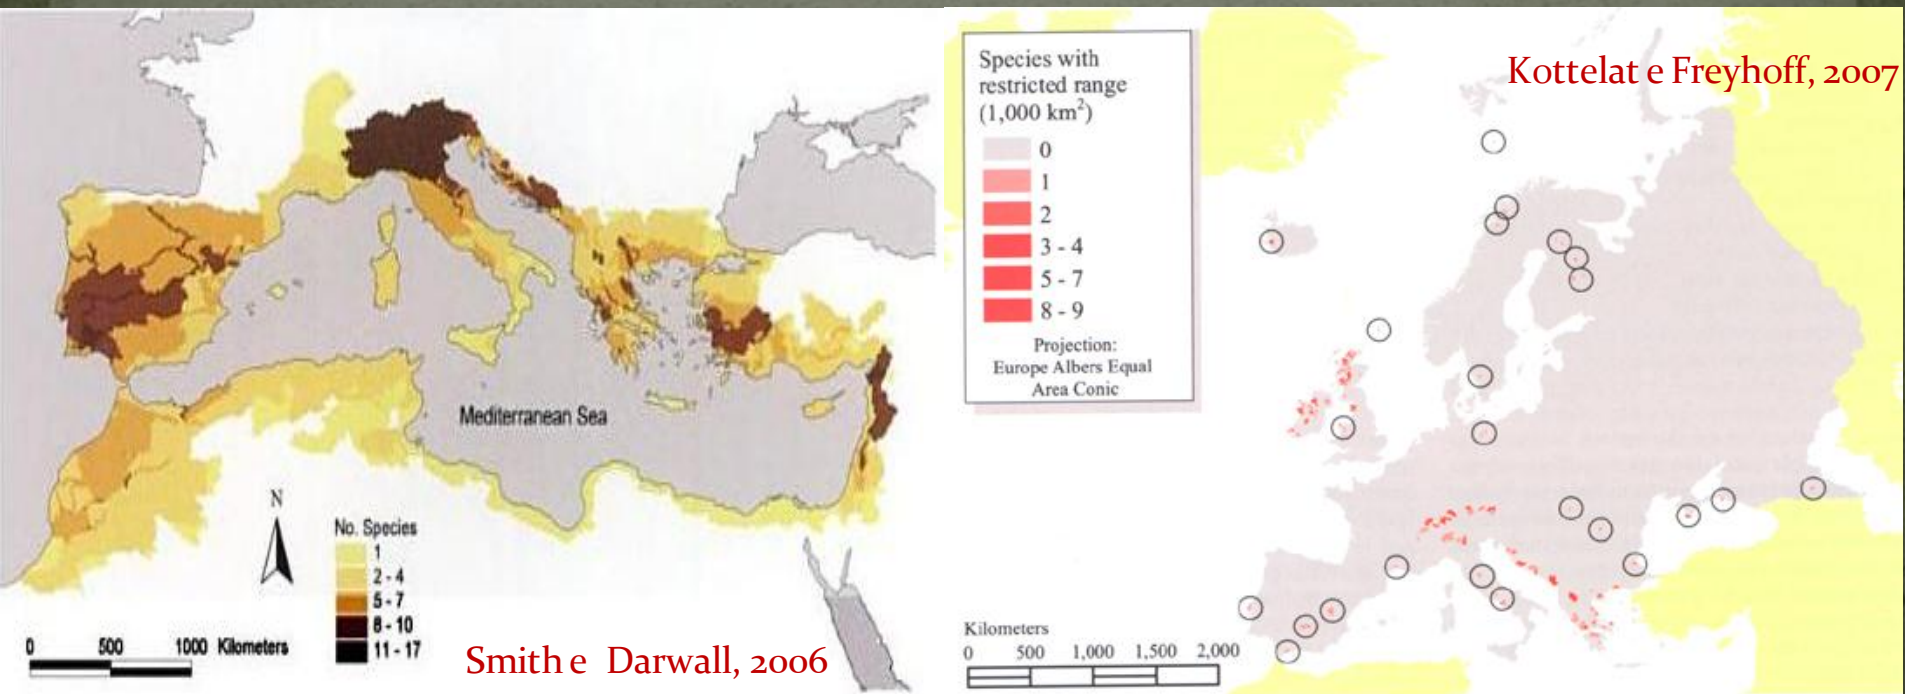 Mediterranean Sea
N
No. Species
1
2 - 4
5 - 7
8 - 10
11 - 17
0 500 1000 Kilometers
Smith e Darwall, 2006
Species with
restricted range
(1,000 km²)
0
1
2
3 - 4
5 - 7
8 - 9
Projection:
Europe Albers Equal
Area Conic
Kottelat e Freyhoff, 2007
Kilometers
0 500 1,000 1,500 2,000